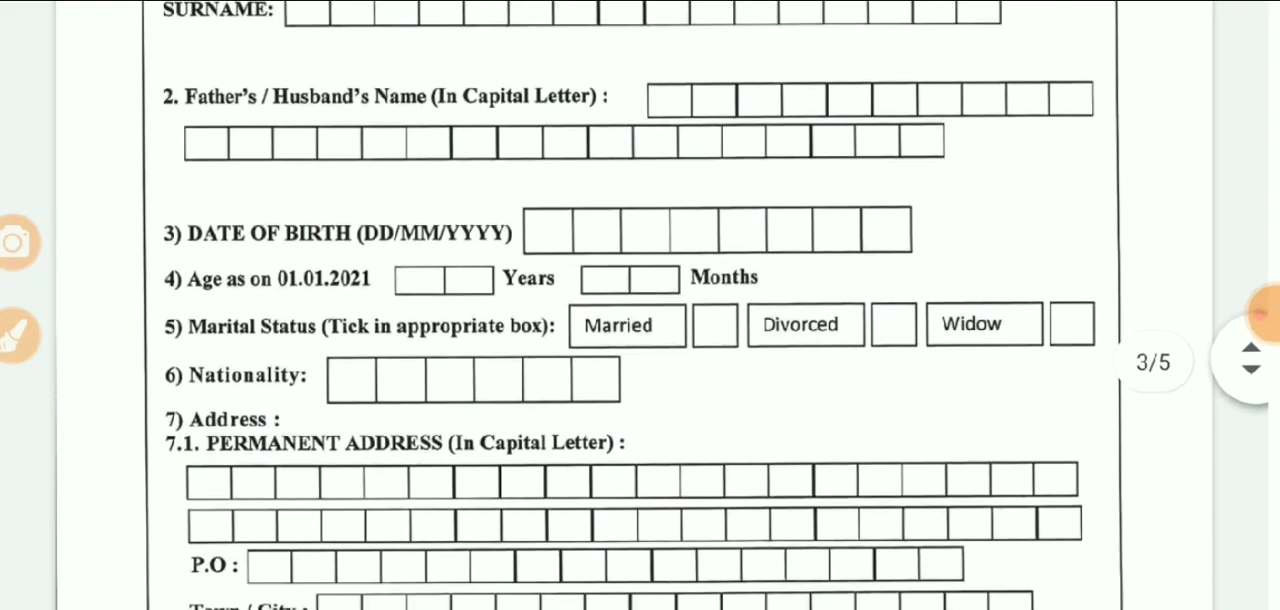 SURNAME:
2. Father's / Husband's Name (In Capital Letter) :
3) DATE OF BIRTH (DD/MM/YYYY)
4) Age as on 01.01.2021 Years Months
5) Marital Status (Tick in appropriate box): Married Divorced Widow
6) Nationality:
3/5
7) Address :
7.1. PERMANENT ADDRESS (In Capital Letter) :
P.O :
Town / City :